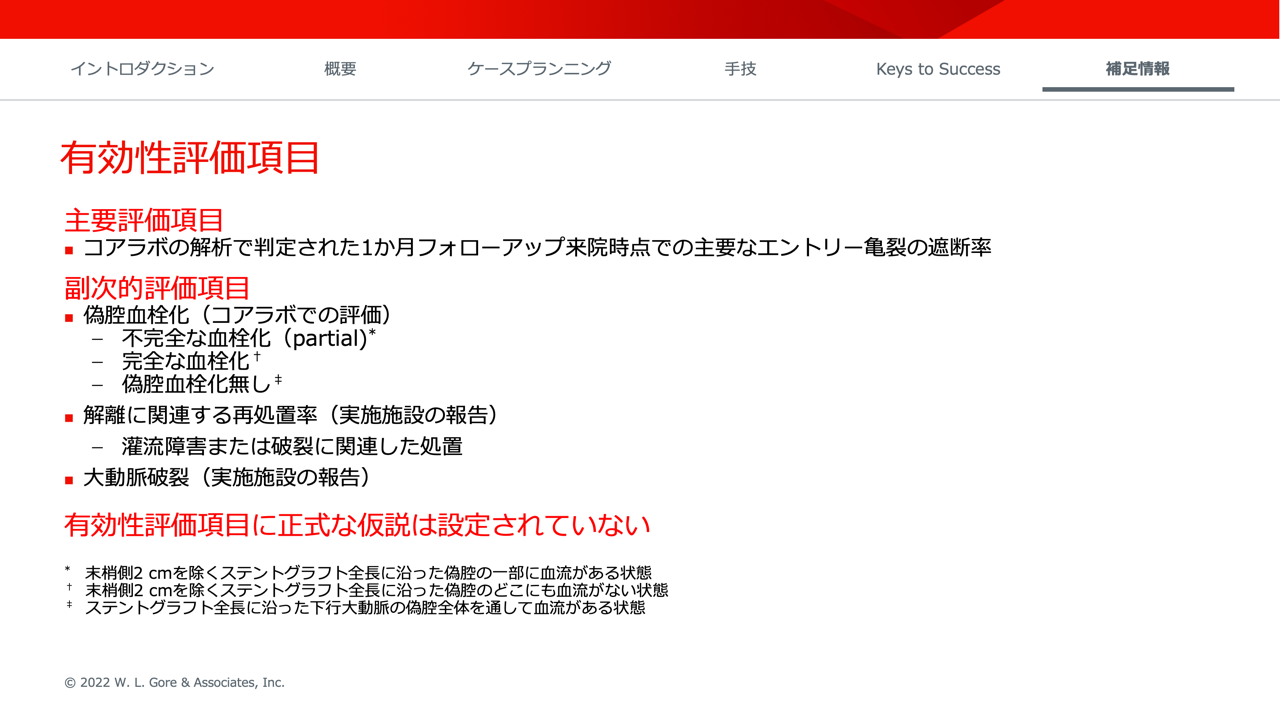 イントロダクション 概要 ケースプランニング 手技 Keys to Success 補足情報
有効性評価項目
主要評価項目
■ コアラボの解析で判定された1か月フォローアップ来院時点での主要なエントリー亀裂の遮断率
副次的評価項目
■ 偽腔血栓化（コアラボでの評価）
– 不完全な血栓化（partial)*
– 完全な血栓化†
– 偽腔血栓化無し‡
■ 解離に関連する再処置率（実施施設の報告）
– 灌流障害または破裂に関連した処置
■ 大動脈破裂（実施施設の報告）
有効性評価項目に正式な仮説は設定されていない
* 末梢側2 cmを除くステントグラフト全長に沿った偽腔の一部に血流がある状態
† 末梢側2 cmを除くステントグラフト全長に沿った偽腔のどこにも血流がない状態
‡ ステントグラフト全長に沿った下行大動脈の偽腔全体を通して血流がある状態
© 2022 W. L. Gore & Associates, Inc.